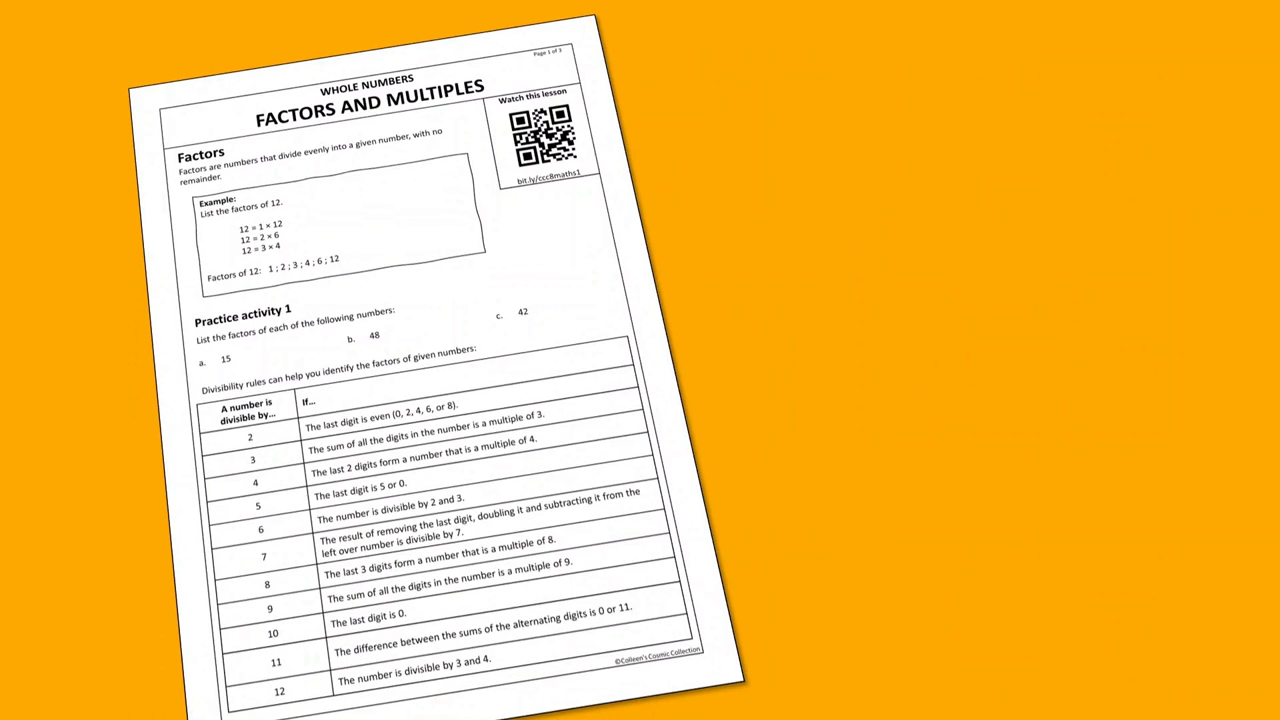 Page 1 of 3
WHOLE NUMBERS
FACTORS AND MULTIPLES
Watch this lesson
bit.ly/ccc8maths1
Factors
Factors are numbers that divide evenly into a given number, with no
remainder.
Example:
List the factors of 12.
12 = 1 × 12
12 = 2 × 6
12 = 3 × 4
Factors of 12: 1 ; 2 ; 3 ; 4 ; 6 ; 12
Practice activity 1
List the factors of each of the following numbers:
a. 15 b. 48 c. 42
Divisibility rules can help you identify the factors of given numbers:
A number is
divisible by...
If...
2 The last digit is even (0, 2, 4, 6, or 8).
3 The sum of all the digits in the number is a multiple of 3.
4 The last 2 digits form a number that is a multiple of 4.
5 The last digit is 5 or 0.
6 The number is divisible by 2 and 3.
7 The result of removing the last digit, doubling it and subtracting it from the
left over number is divisible by 7.
8 The last 3 digits form a number that is a multiple of 8.
9 The sum of all the digits in the number is a multiple of 9.
10 The last digit is 0.
11 The difference between the sums of the alternating digits is 0 or 11.
12 The number is divisible by 3 and 4.
©Colleen's Cosmic Collection